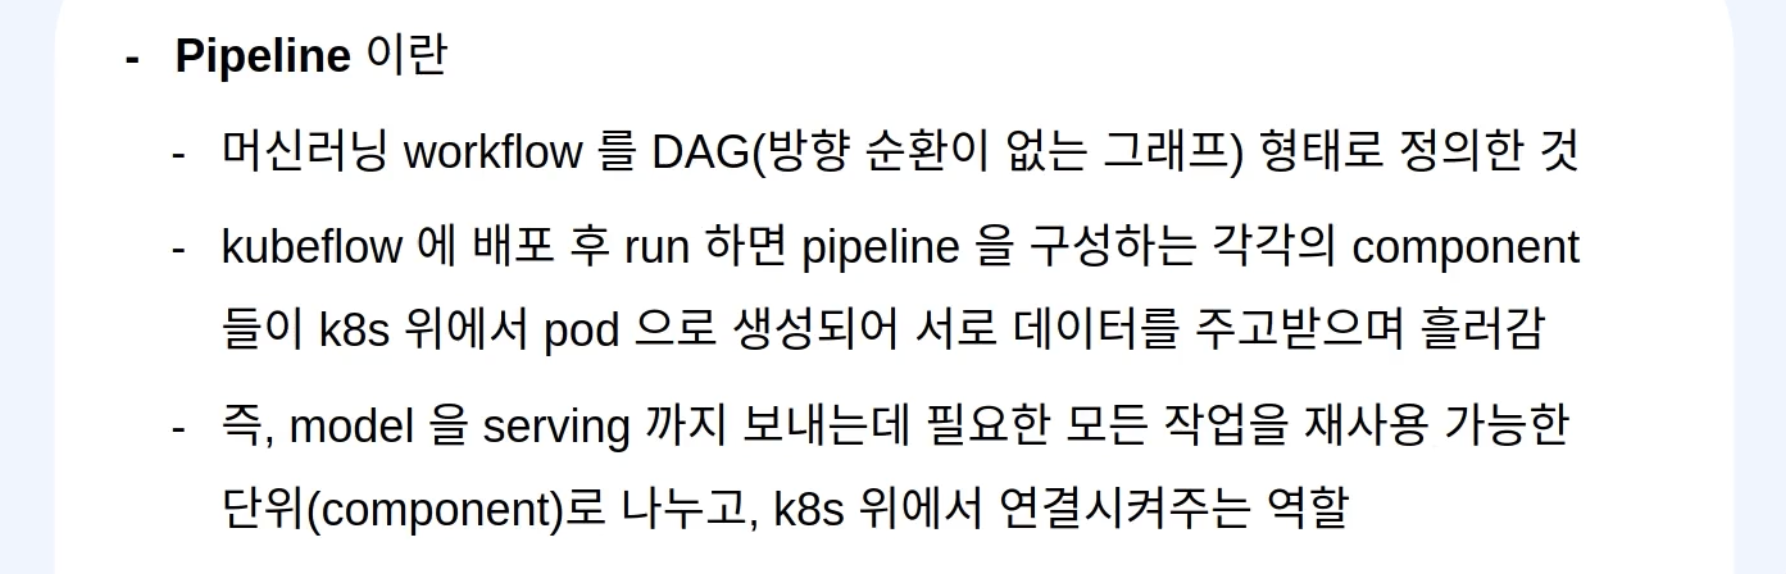 - Pipeline 이란
- 머신러닝 workflow 를 DAG(방향 순환이 없는 그래프) 형태로 정의한 것
- kubeflow 에 배포 후 run 하면 pipeline 을 구성하는 각각의 component
들이 k8s 위에서 pod 으로 생성되어 서로 데이터를 주고받으며 흘러감
- 즉, model 을 serving 까지 보내는데 필요한 모든 작업을 재사용 가능한
단위(component)로 나누고, k8s 위에서 연결시켜주는 역할